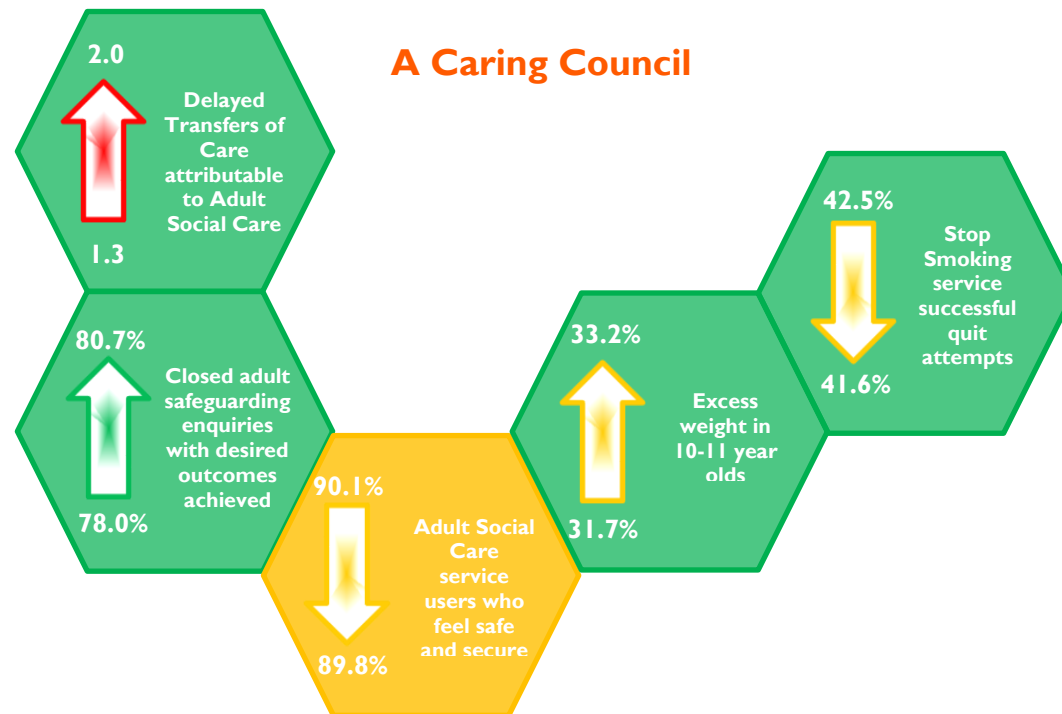 A Caring Council
2.0
Delayed
Transfers of
Care
attributable
to Adult
Social Care
1.3
80.7%
Closed adult
safeguarding
enquiries
with desired
outcomes
achieved
78.0%
90.1%
Adult Social
Care
service
users who
feel safe
and secure
89.8%
33.2%
Excess
weight in
10-11 year
olds
31.7%
42.5%
Stop
Smoking
service
successful
quit
attempts
41.6%